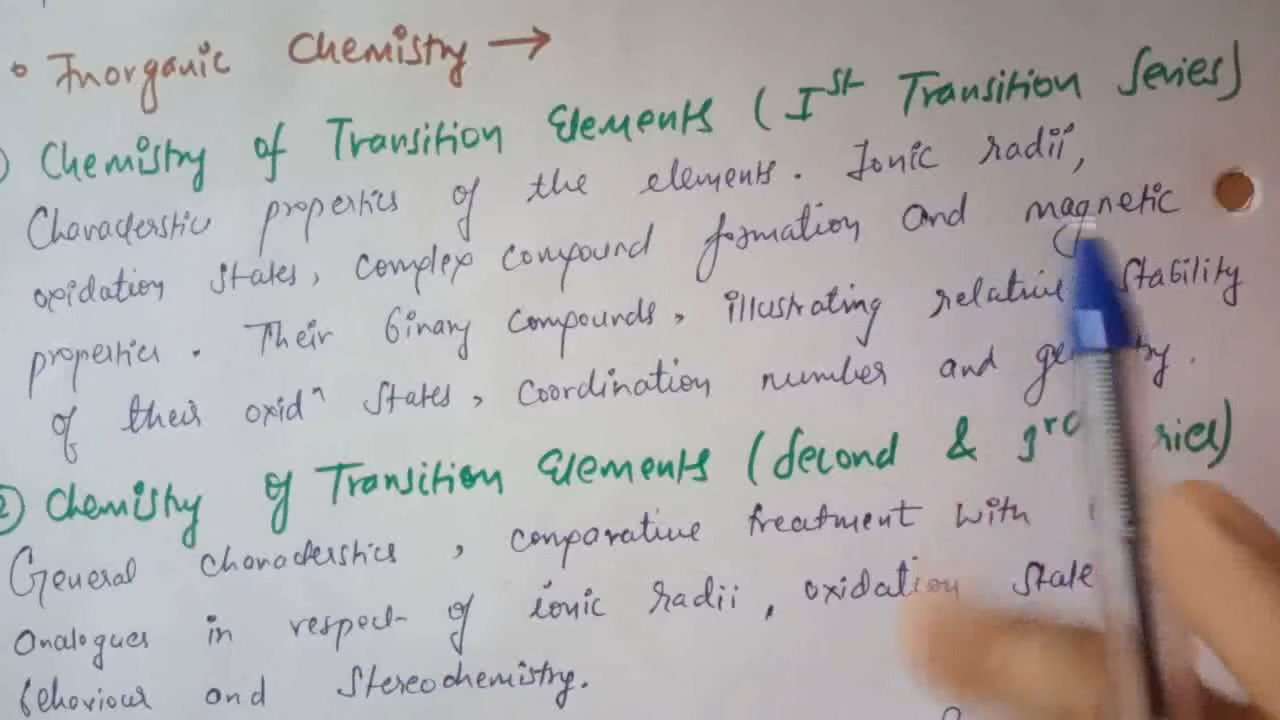 • Inorganic Chemistry →
) Chemistry of Transition Elements (Ist Transition Series)
Characterstic properties of the elements. Ionic radii,
oxidation states, complex compound formation and magnetic
properties. Their binary compounds, illustrating relative stability
of their oxidn states, coordination number and
② Chemistry of Transition Elements (Second & 3rd
General characterstics, comparative treatment with
analogues in respect of ionic radii, oxidation state
behaviour and stereochemistry.